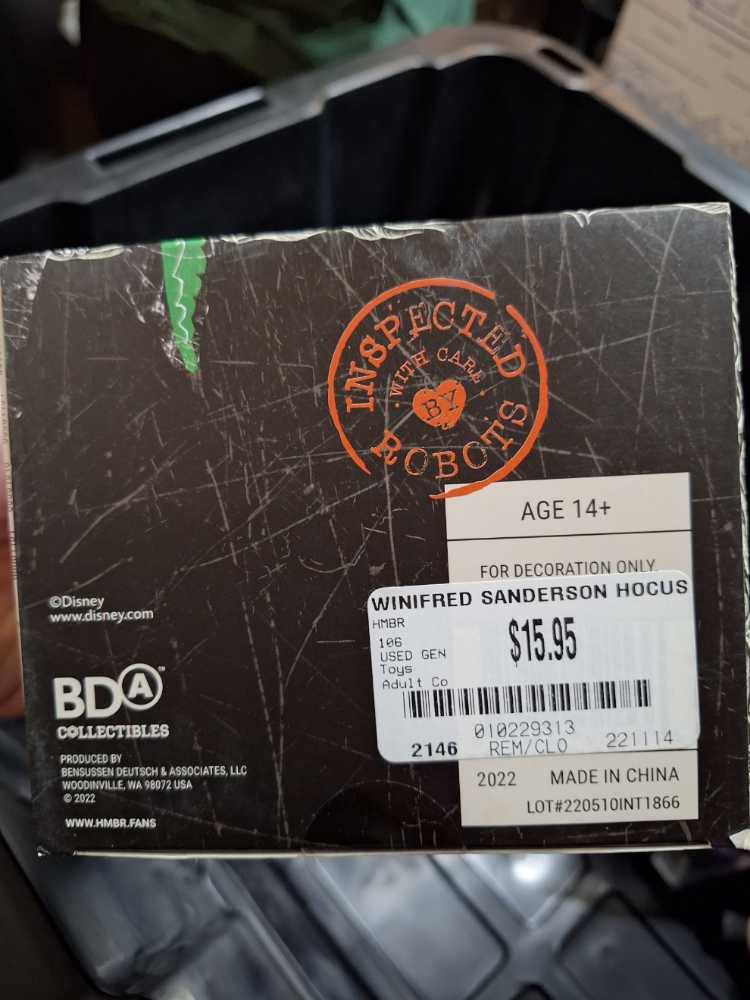 INSPECTED
WITH CARE
BY
ROBOTS
AGE 14+
FOR DECORATION ONLY.
©Disney
www.disney.com
WINIFRED SANDERSON HOCUS
HMBR
106
USED GEN
Toys
Adult Co
$15.95
010229313
2146 REM/CLO 221114
BDA™
COLLECTIBLES
PRODUCED BY
BENSUSSEN DEUTSCH & ASSOCIATES, LLC
WOODINVILLE, WA 98072 USA
© 2022
WWW.HMBR.FANS
2022 MADE IN CHINA
LOT#220510INT1866